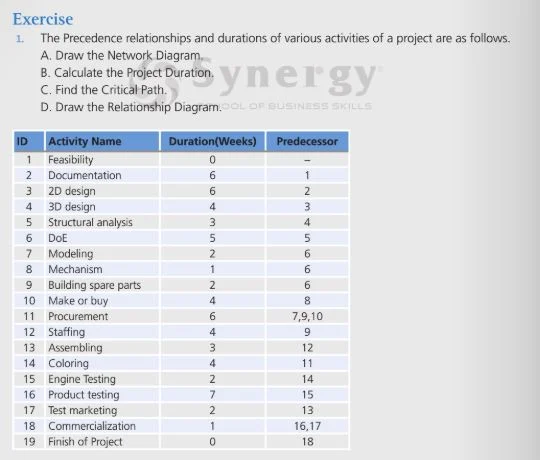 Exercise
1. The Precedence relationships and durations of various activities of a project are as follows.
A. Draw the Network Diagram.
B. Calculate the Project Duration.
C. Find the Critical Path.
D. Draw the Relationship Diagram.
Synergy
SCHOOL OF BUSINESS SKILLS
ID Activity Name Duration(Weeks) Predecessor
1 Feasibility 0 –
2 Documentation 6 1
3 2D design 6 2
4 3D design 4 3
5 Structural analysis 3 4
6 DoE 5 5
7 Modeling 2 6
8 Mechanism 1 6
9 Building spare parts 2 6
10 Make or buy 4 8
11 Procurement 6 7,9,10
12 Staffing 4 9
13 Assembling 3 12
14 Coloring 4 11
15 Engine Testing 2 14
16 Product testing 7 15
17 Test marketing 2 13
18 Commercialization 1 16,17
19 Finish of Project 0 18